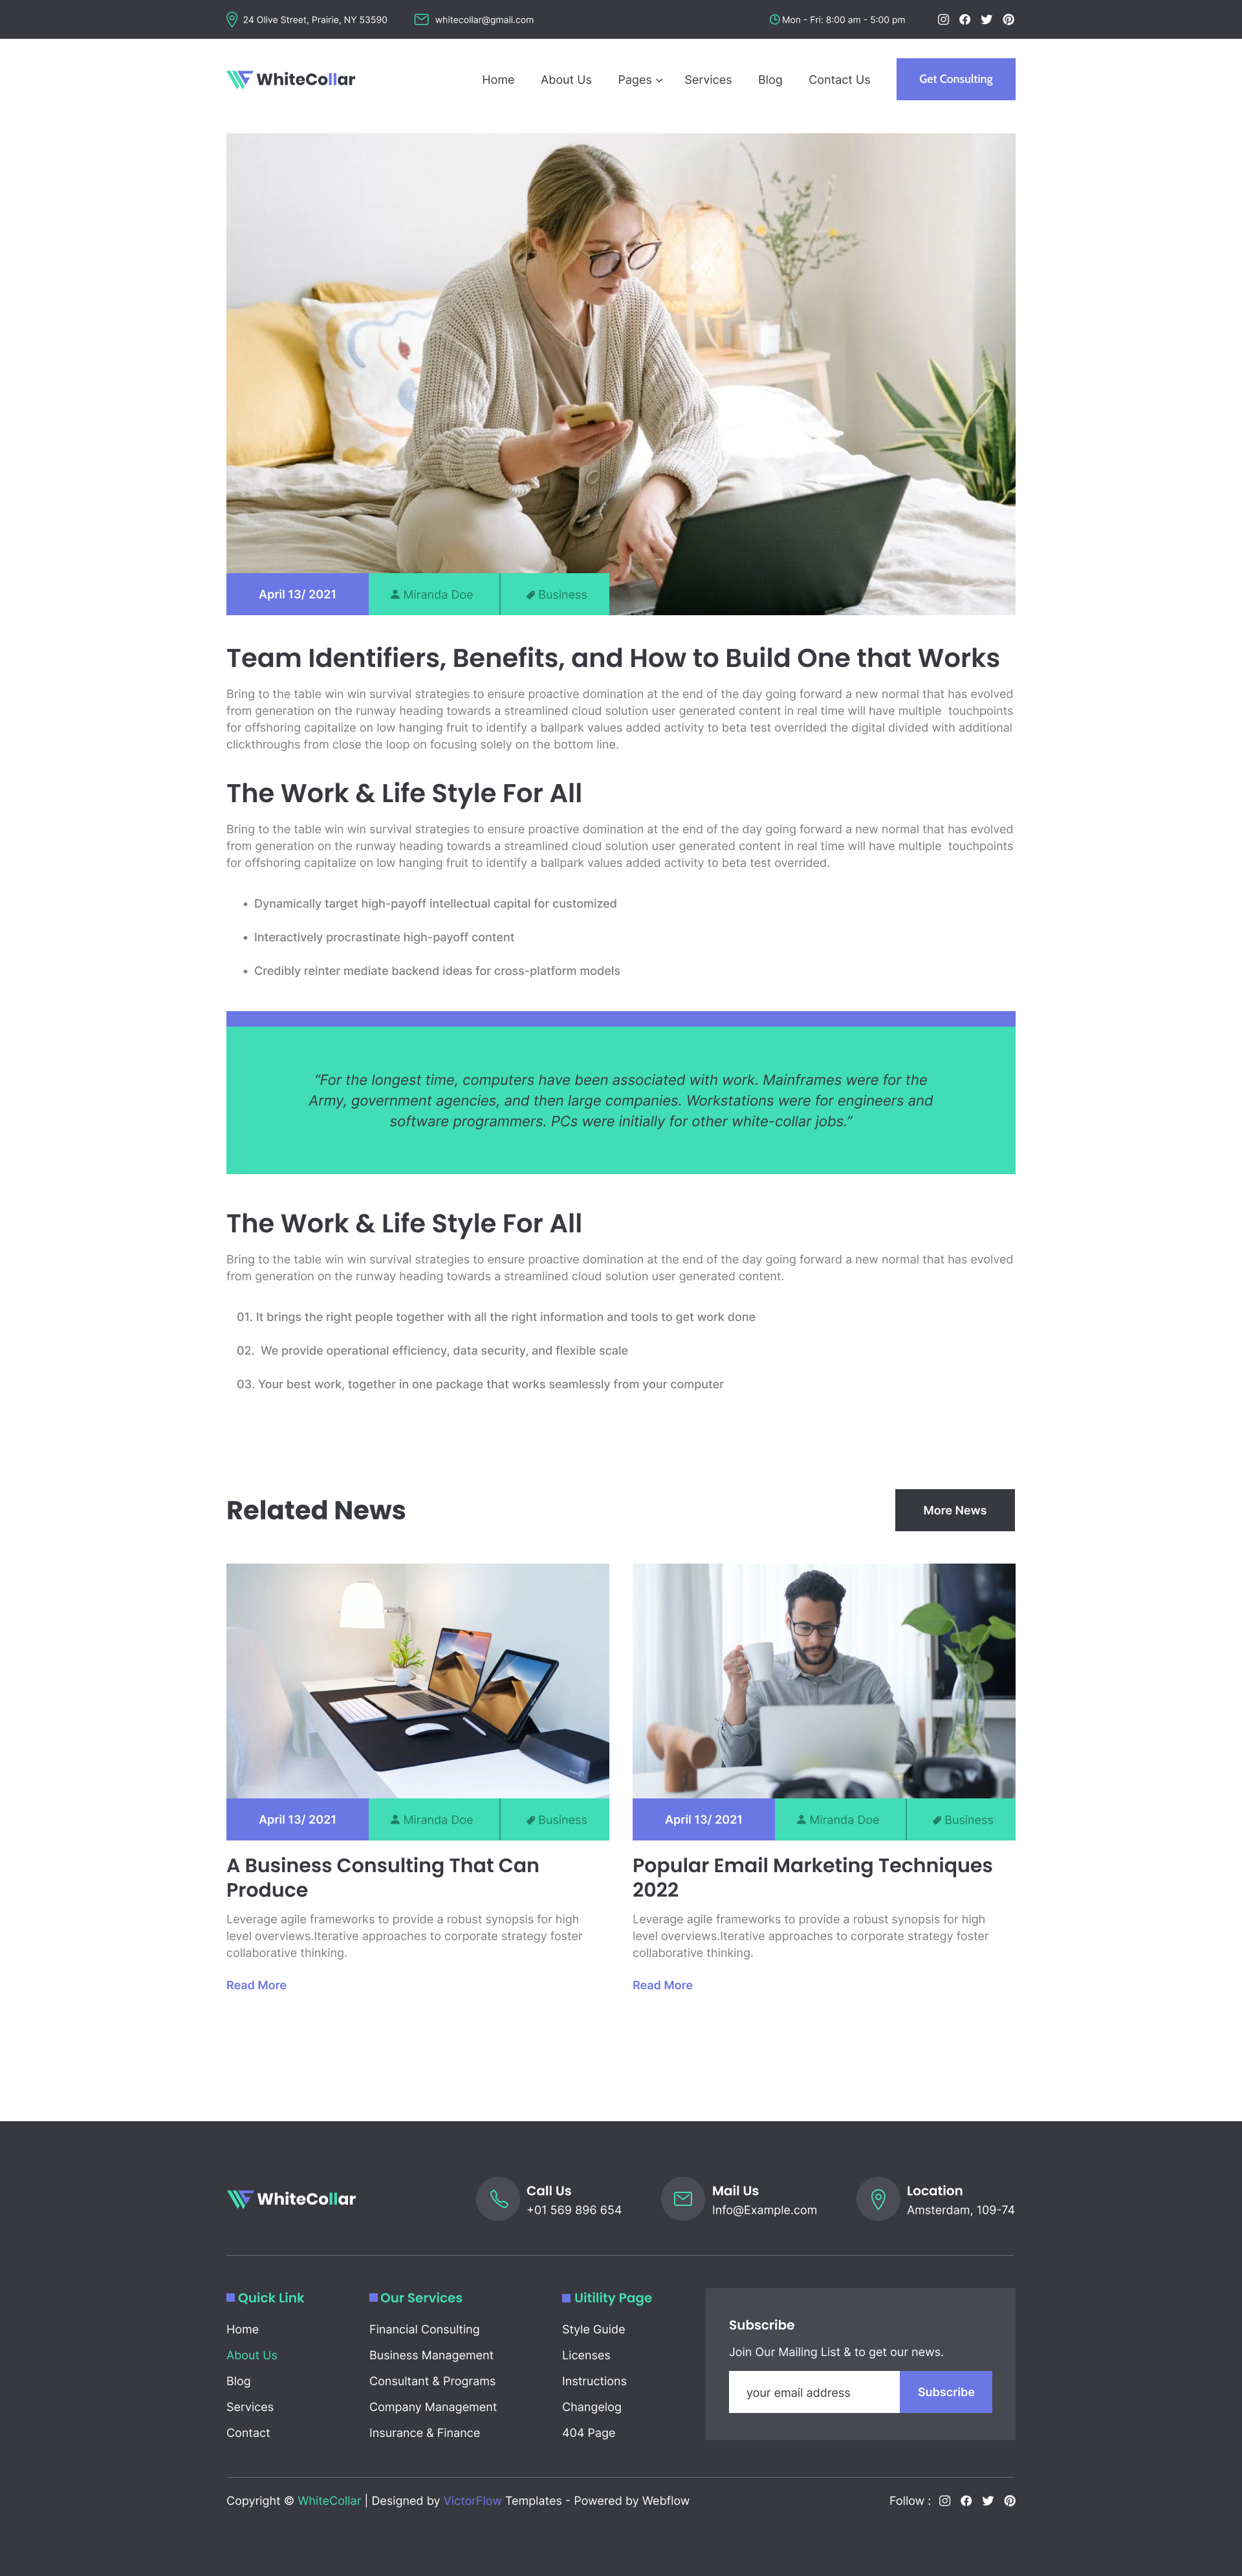 24 Olive Street, Prairie, NY 53590
whitecollar@gmail.com
Mon - Fri: 8:00 am - 5:00 pm
WhiteCollar
Home
About Us
Pages
Services
Blog
Contact Us
Get Consulting
April 13/ 2021
Miranda Doe
Business
Team Identifiers, Benefits, and How to Build One that Works
Bring to the table win win survival strategies to ensure proactive domination at the end of the day going forward a new normal that has evolved
from generation on the runway heading towards a streamlined cloud solution user generated content in real time will have multiple  touchpoints
for offshoring capitalize on low hanging fruit to identify a ballpark values added activity to beta test overrided the digital divided with additional
clickthroughs from close the loop on focusing solely on the bottom line.
The Work & Life Style For All
Bring to the table win win survival strategies to ensure proactive domination at the end of the day going forward a new normal that has evolved
from generation on the runway heading towards a streamlined cloud solution user generated content in real time will have multiple  touchpoints
for offshoring capitalize on low hanging fruit to identify a ballpark values added activity to beta test overrided.
• Dynamically target high-payoff intellectual capital for customized
• Interactively procrastinate high-payoff content
• Credibly reinter mediate backend ideas for cross-platform models
“For the longest time, computers have been associated with work. Mainframes were for the
Army, government agencies, and then large companies. Workstations were for engineers and
software programmers. PCs were initially for other white-collar jobs.”
The Work & Life Style For All
Bring to the table win win survival strategies to ensure proactive domination at the end of the day going forward a new normal that has evolved
from generation on the runway heading towards a streamlined cloud solution user generated content.
01. It brings the right people together with all the right information and tools to get work done
02.  We provide operational efficiency, data security, and flexible scale
03. Your best work, together in one package that works seamlessly from your computer
Related News
More News
April 13/ 2021
Miranda Doe
Business
A Business Consulting That Can
Produce
Leverage agile frameworks to provide a robust synopsis for high
level overviews.Iterative approaches to corporate strategy foster
collaborative thinking.
Read More
April 13/ 2021
Miranda Doe
Business
Popular Email Marketing Techniques
2022
Leverage agile frameworks to provide a robust synopsis for high
level overviews.Iterative approaches to corporate strategy foster
collaborative thinking.
Read More
WhiteCollar
Call Us
+01 569 896 654
Mail Us
Info@Example.com
Location
Amsterdam, 109-74
Quick Link
Home
About Us
Blog
Services
Contact
Our Services
Financial Consulting
Business Management
Consultant & Programs
Company Management
Insurance & Finance
Uitility Page
Style Guide
Licenses
Instructions
Changelog
404 Page
Subscribe
Join Our Mailing List & to get our news.
your email address
Subscribe
Copyright © WhiteCollar | Designed by VictorFlow Templates - Powered by Webflow
Follow :